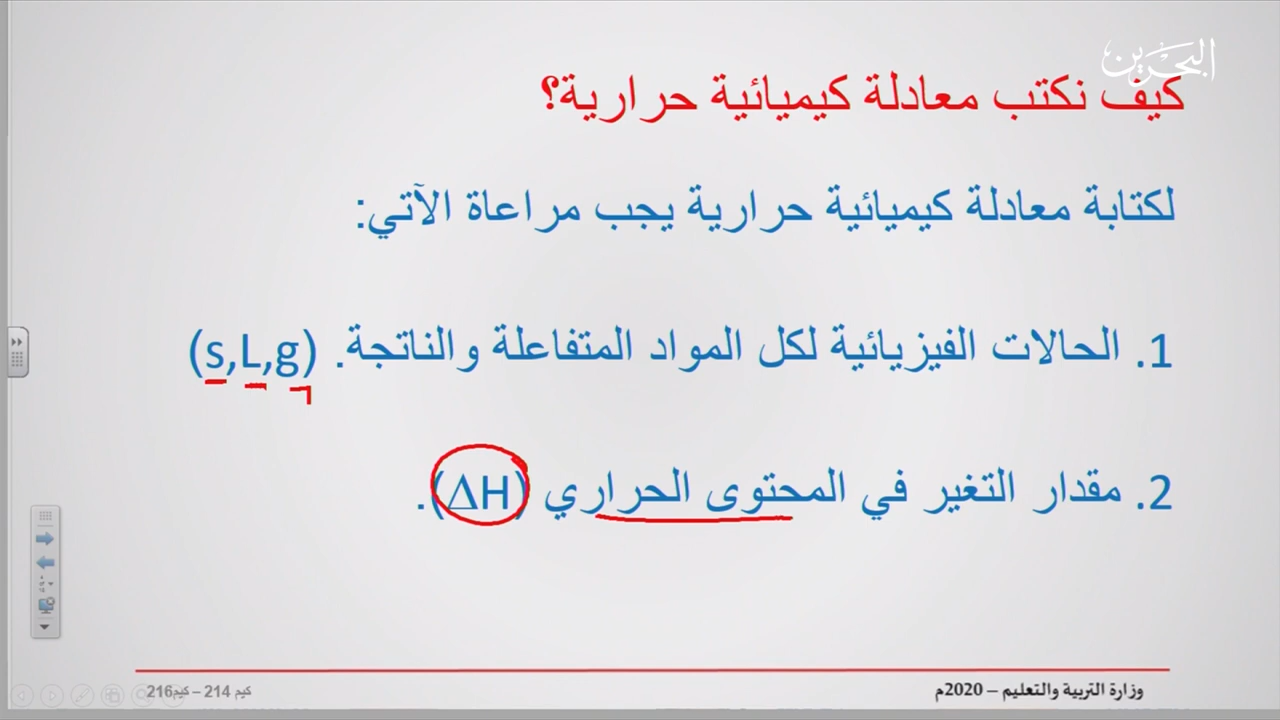 البحرين
كيف نكتب معادلة كيميائية حرارية؟
لكتابة معادلة كيميائية حرارية يجب مراعاة الآتي:
1. الحالات الفيزيائية لكل المواد المتفاعلة والناتجة. (s,L,g)
2. مقدار التغير في المحتوى الحراري (ΔH).
وزارة التربية والتعليم – 2020م
كيم 214 – كيم216